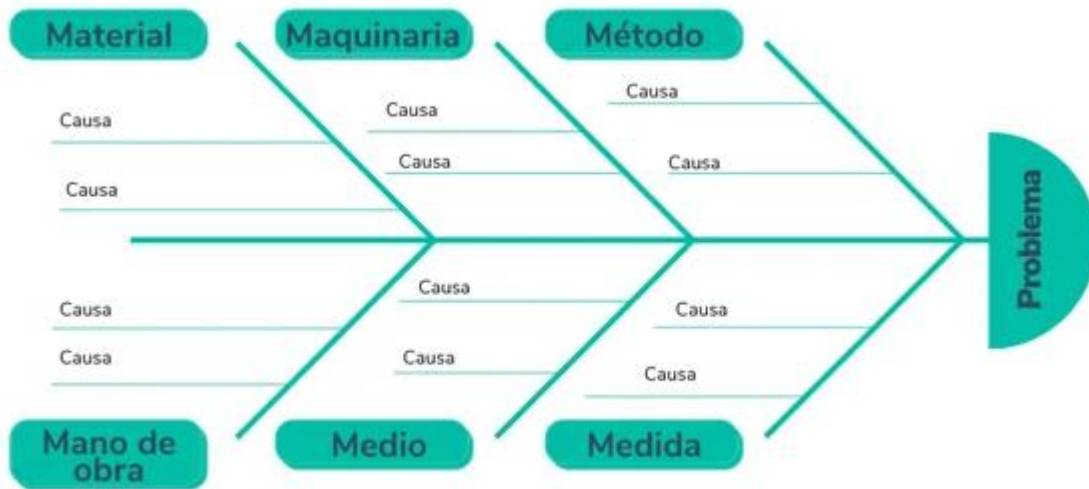 Material
Maquinaria
Método
Causa
Causa
Causa
Causa
Causa
Causa
Problema
Causa
Causa
Causa
Causa
Causa
Causa
Mano de
obra
Medio
Medida